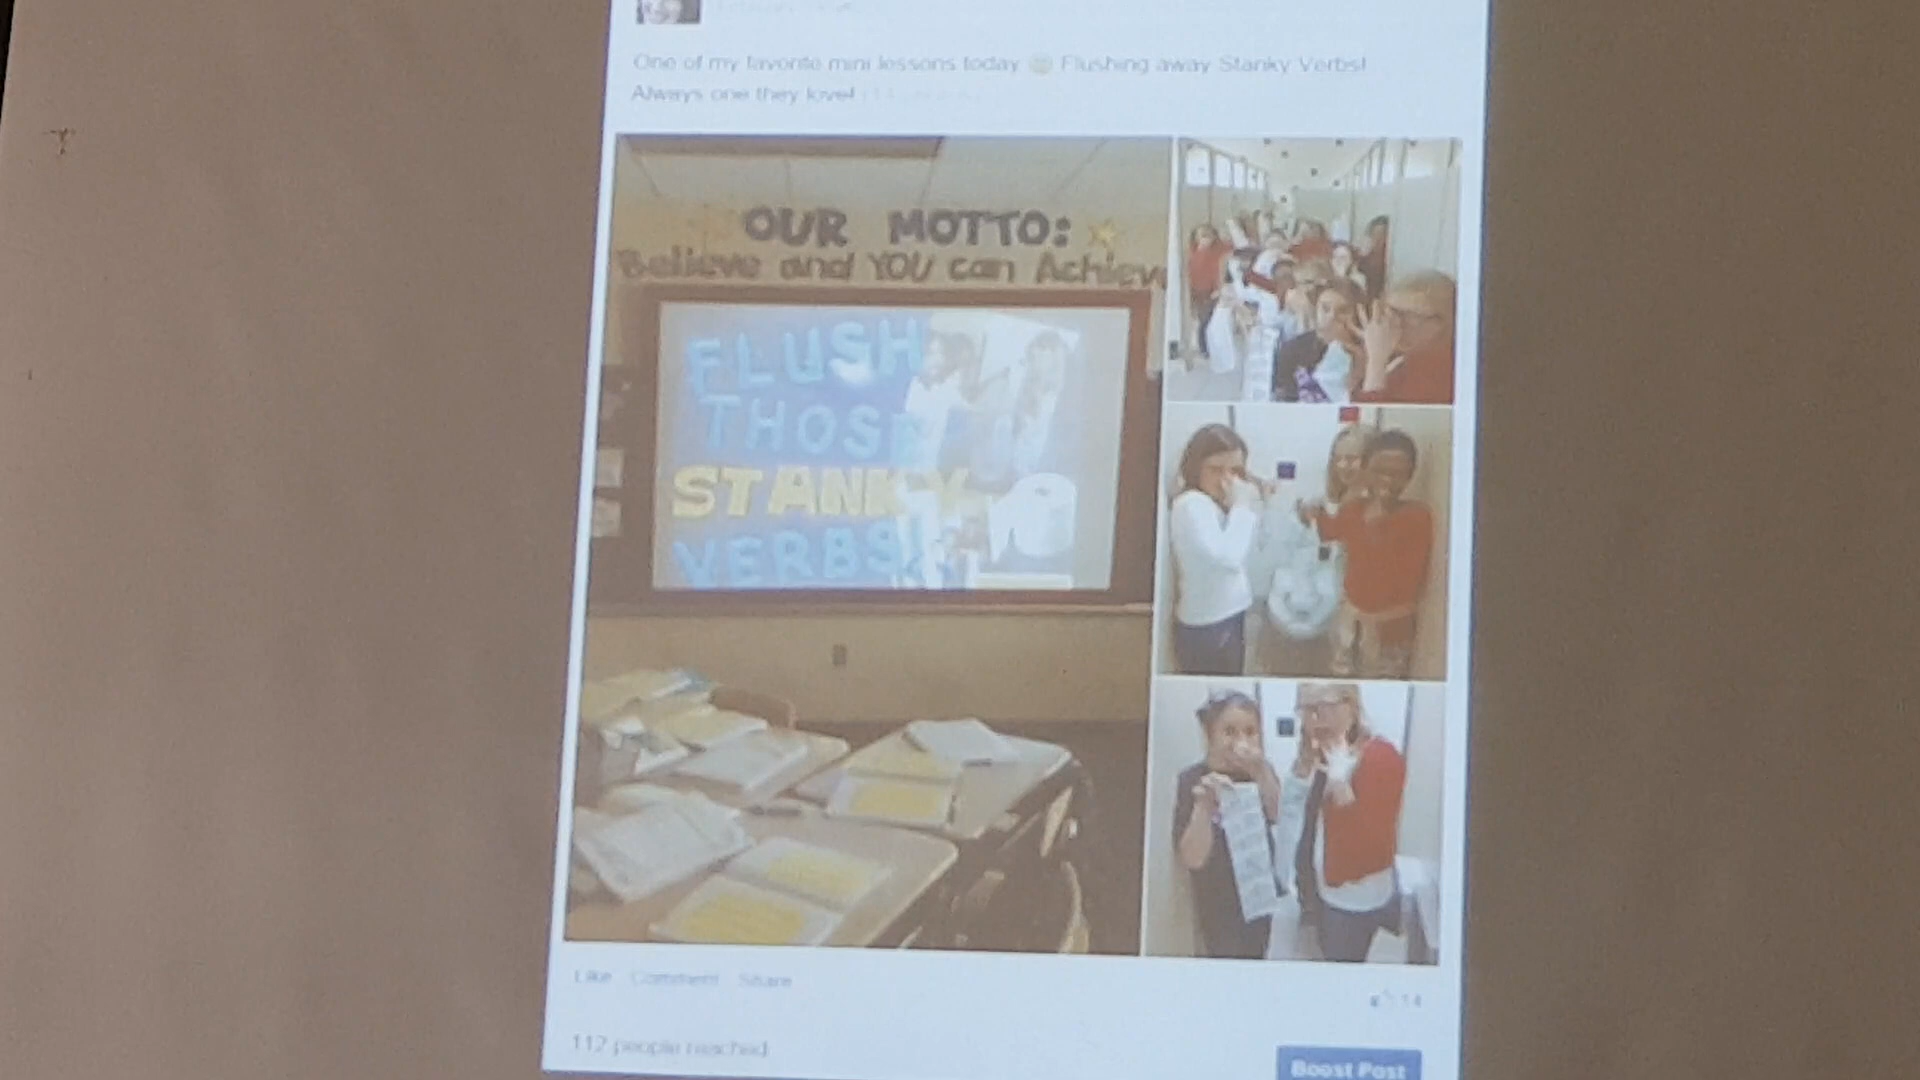 One of my favorite mini lessons today Flushing away Stanky Verbs!
Always one they love!
OUR MOTTO:
Believe and YOU can Achiev
FLUSH
THOSE
STANKY
VERBS!
Like Comment Share
14
112 people reached
Boost Post